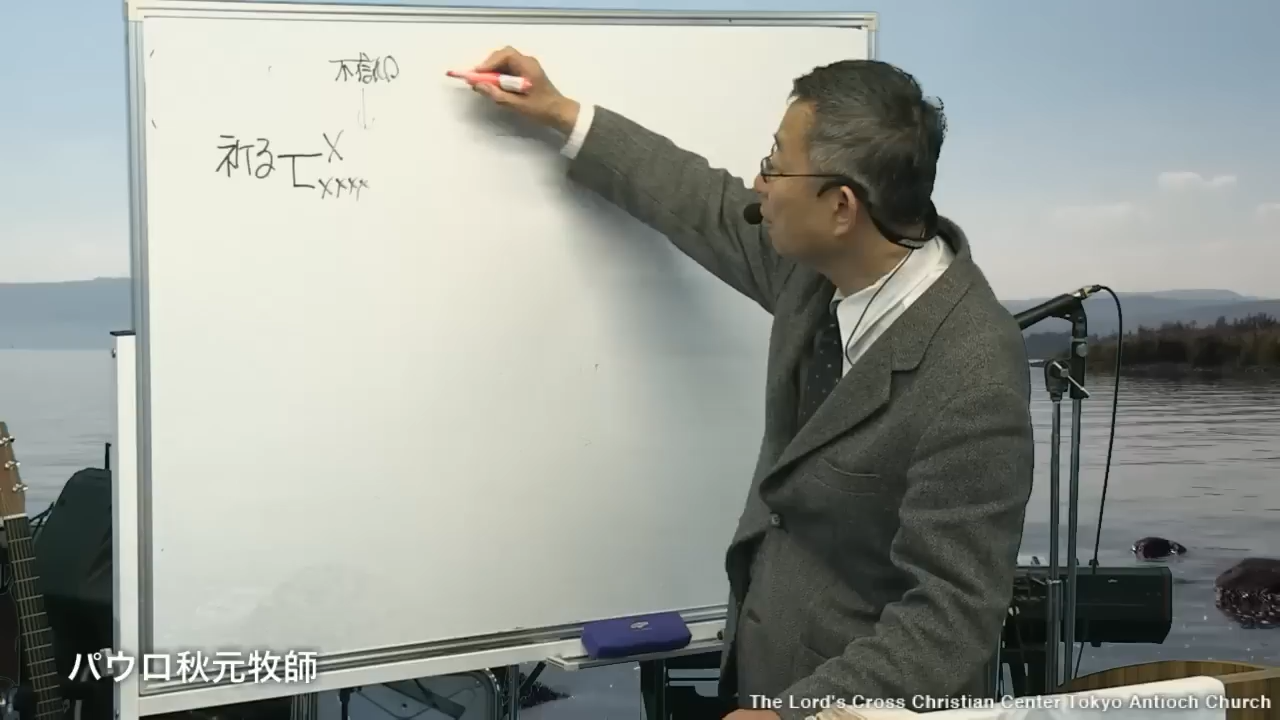 不信仰
↓
祈る X
XXXX
パウロ秋元牧師
The Lord's Cross Christian Center Tokyo Antioch Church